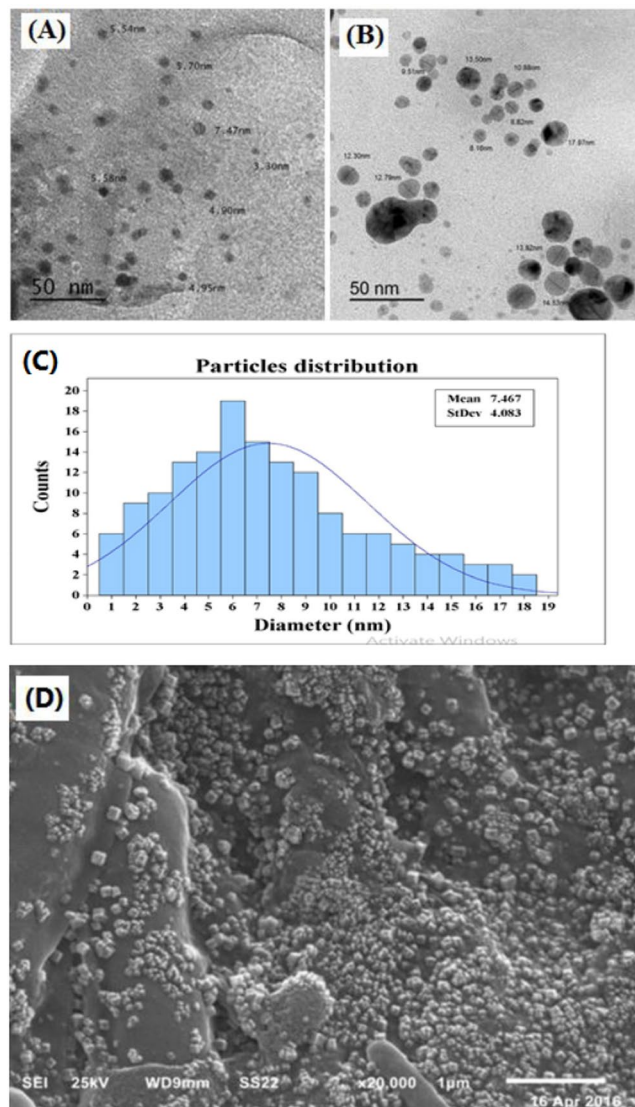 (A)
5.54nm
5.70nm
7.47nm
3.30nm
5.58nm
4.90nm
4.95nm
50 nm
(B)
9.51nm
13.50nm
10.88nm
8.82nm
8.16nm
17.87nm
12.30nm
12.79nm
13.92nm
14.53nm
50 nm
(C)
Particles distribution
Mean 7.467
StDev 4.083
20
18
16
14
12
10
8
6
4
2
0
Counts
0 1 2 3 4 5 6 7 8 9 10 11 12 13 14 15 16 17 18 19
Diameter (nm)
Activate Windows
(D)
SEI 25kV WD9mm SS22 x20,000 1µm
16 Apr 2016